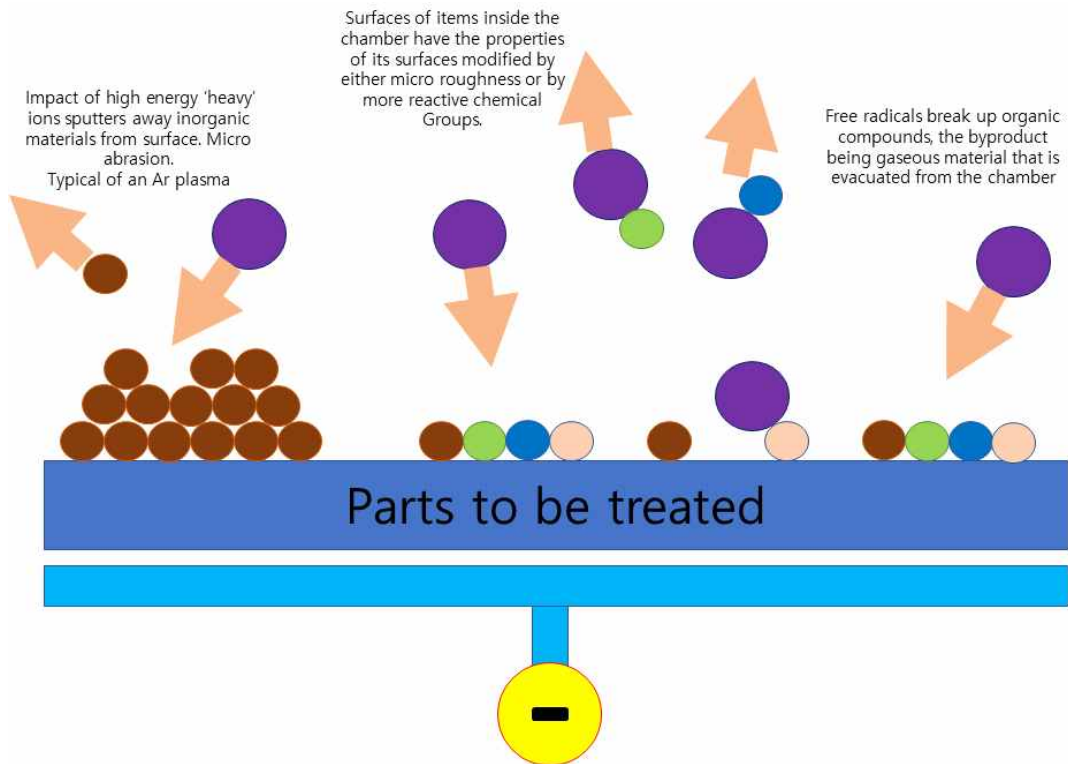 Surfaces of items inside the
chamber have the properties
of its surfaces modified by
either micro roughness or by
more reactive chemical
Groups.
Impact of high energy ‘heavy’
ions sputters away inorganic
materials from surface. Micro
abrasion.
Typical of an Ar plasma
Free radicals break up organic
compounds, the byproduct
being gaseous material that is
evacuated from the chamber
Parts to be treated
-